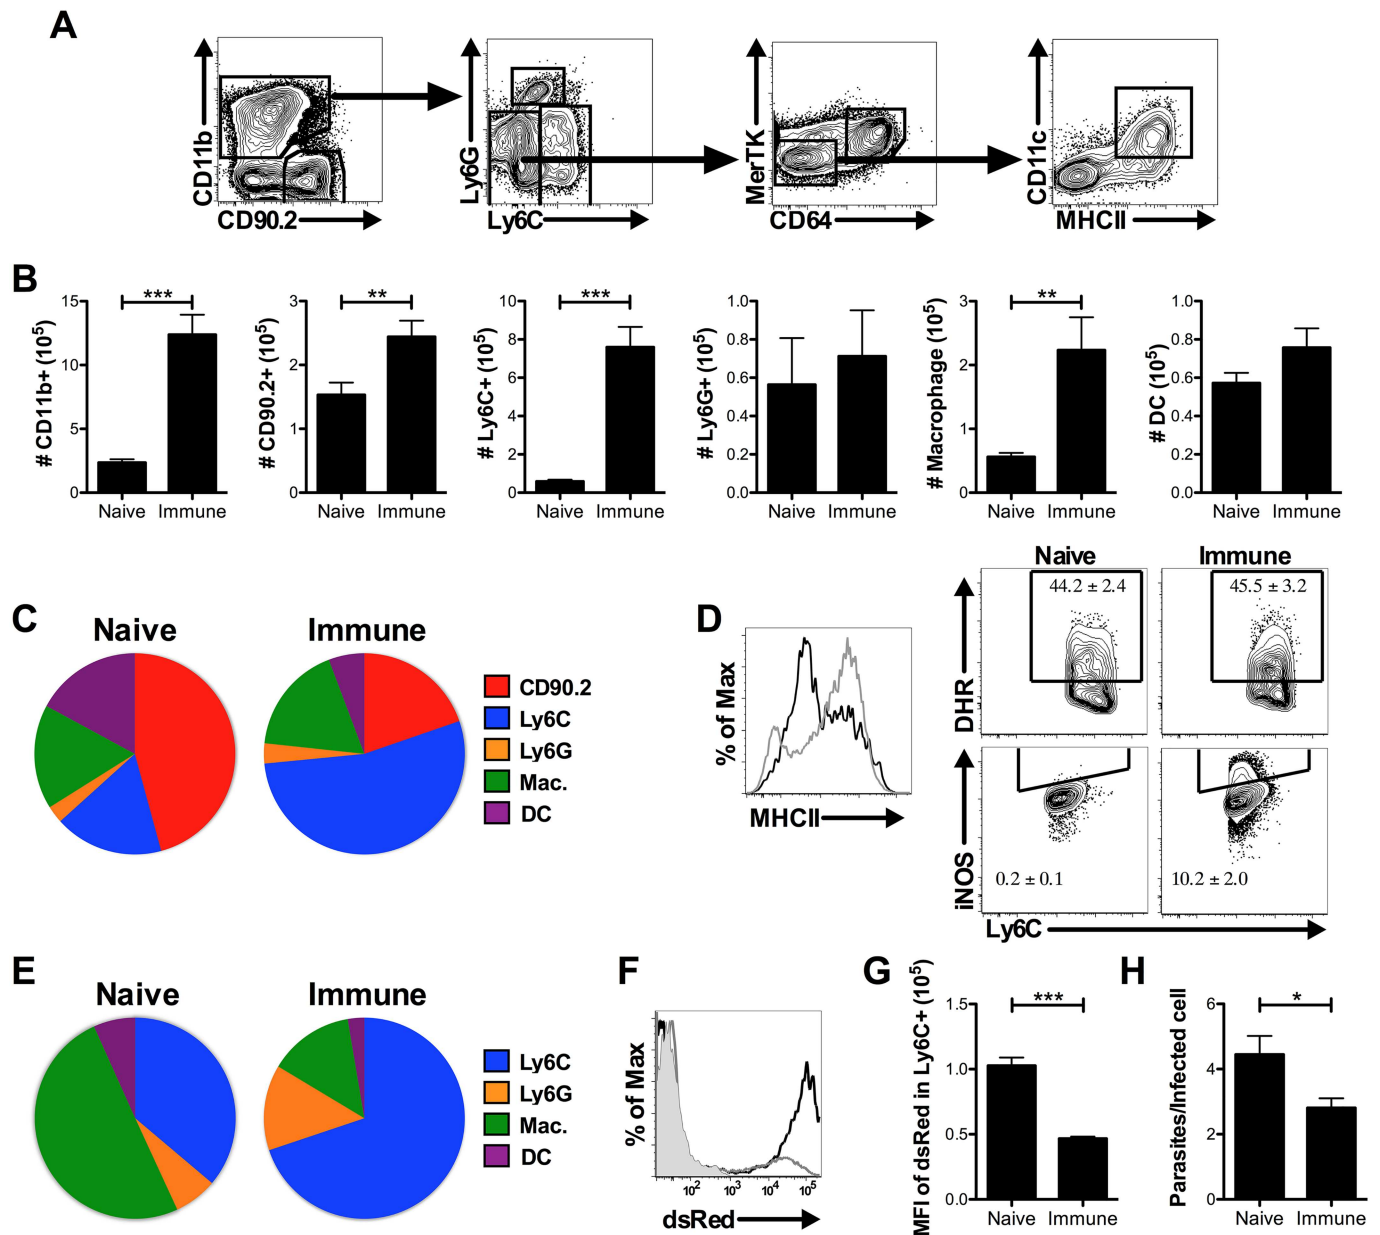 A
CD11b
CD90.2
Ly6G
Ly6C
MerTK
CD64
CD11c
MHCII
B
# CD11b+ (10^5)
15
10
5
0
***
Naive Immune
# CD90.2+ (10^5)
3
2
1
0
**
Naive Immune
# Ly6C+ (10^5)
10
8
6
4
2
0
***
Naive Immune
# Ly6G+ (10^5)
1.0
0.8
0.6
0.4
0.2
0.0
Naive Immune
# Macrophage (10^5)
3
2
1
0
**
Naive Immune
# DC (10^5)
1.0
0.8
0.6
0.4
0.2
0.0
Naive Immune
C
Naive
Immune
CD90.2
Ly6C
Ly6G
Mac.
DC
D
% of Max
MHCII
Naive
Immune
DHR
44.2 ± 2.4
45.5 ± 3.2
iNOS
0.2 ± 0.1
10.2 ± 2.0
Ly6C
E
Naive
Immune
Ly6C
Ly6G
Mac.
DC
F
% of Max
10^2 10^3 10^4 10^5
dsRed
G
MFI of dsRed in Ly6C+ (10^5)
1.5
1.0
0.5
0.0
***
Naive Immune
H
Parasites/Infected cell
6
4
2
0
*
Naive Immune